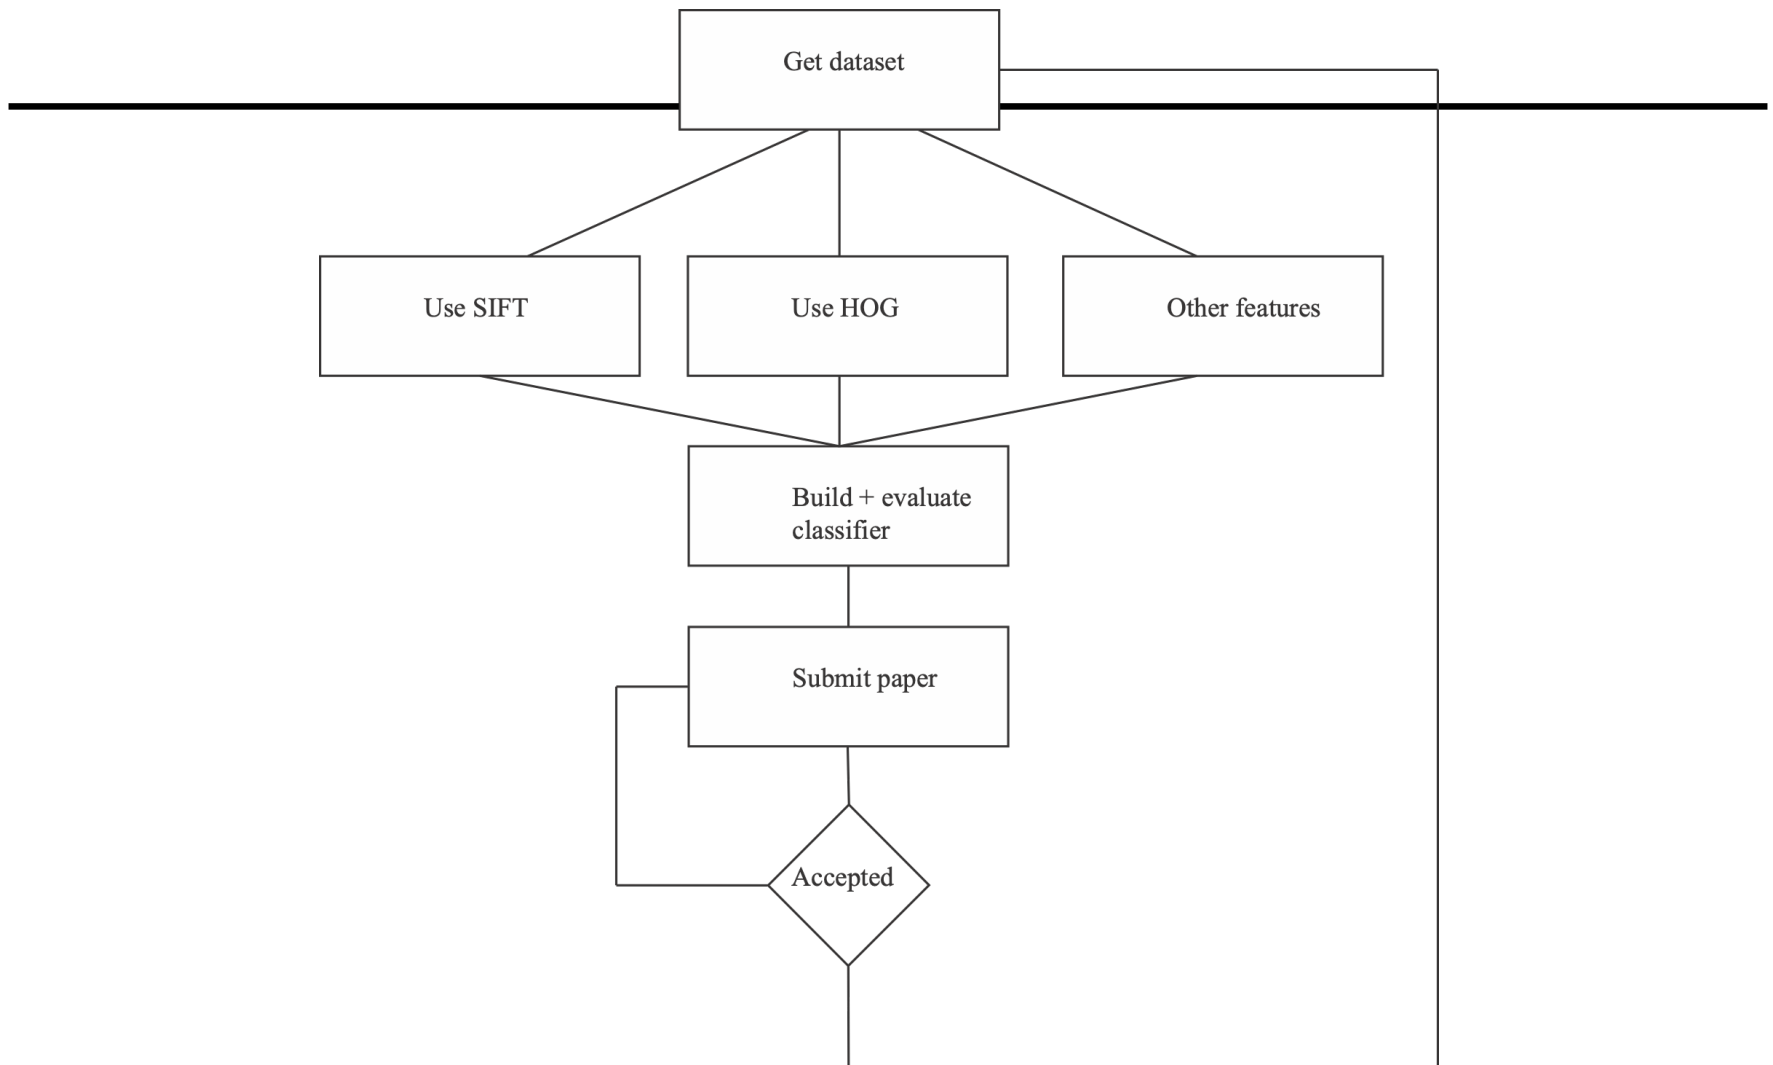 Get dataset
Use SIFT
Use HOG
Other features
Build + evaluate
classifier
Submit paper
Accepted